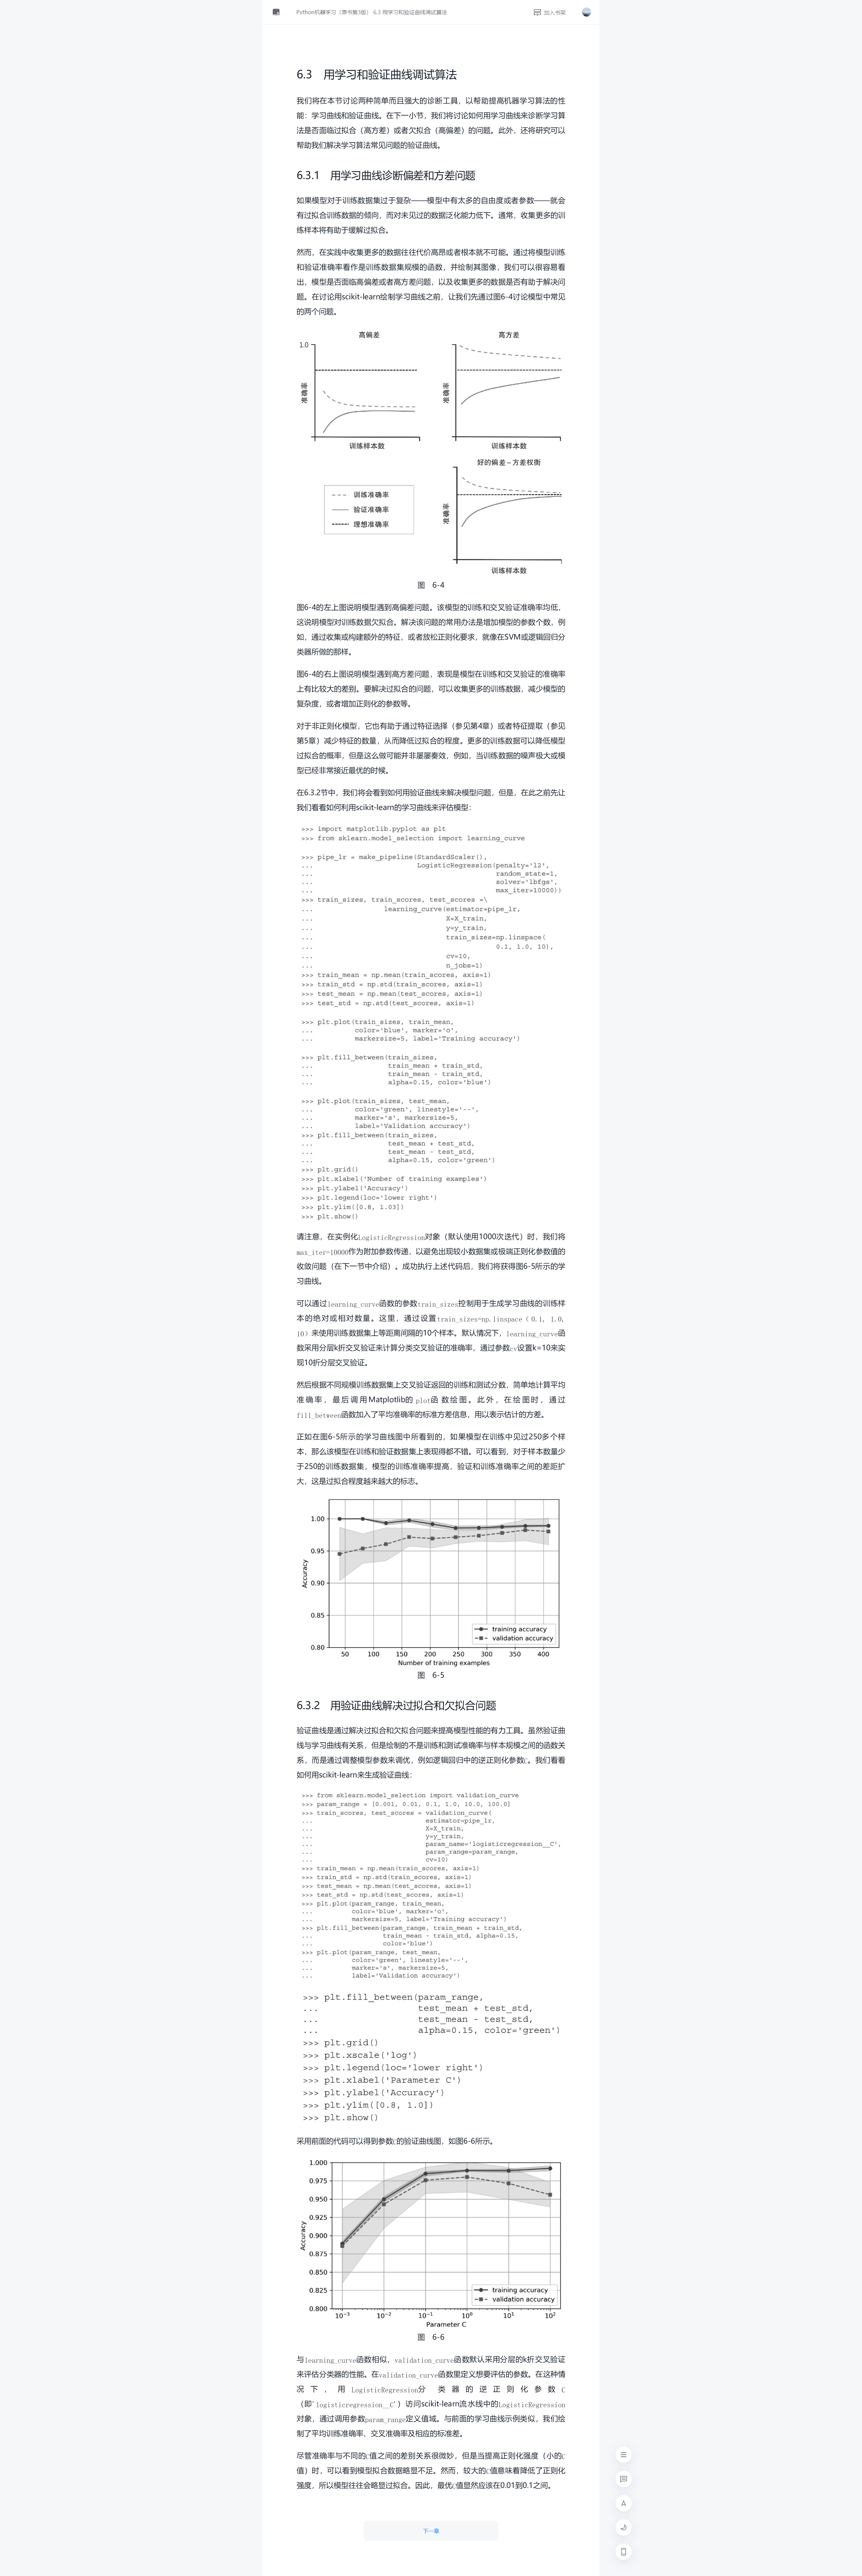 Python机器学习（原书第3版） 6.3 用学习和验证曲线调试算法
加入书架
6.3 用学习和验证曲线调试算法
我们将在本节讨论两种简单而且强大的诊断工具，以帮助提高机器学习算法的性
能：学习曲线和验证曲线。在下一小节，我们将讨论如何用学习曲线来诊断学习算
法是否面临过拟合（高方差）或者欠拟合（高偏差）的问题。此外，还将研究可以
帮助我们解决学习算法常见问题的验证曲线。
6.3.1 用学习曲线诊断偏差和方差问题
如果模型对于训练数据集过于复杂——模型中有太多的自由度或者参数——就会
有过拟合训练数据的倾向，而对未见过的数据泛化能力低下。通常，收集更多的训
练样本将有助于缓解过拟合。
然而，在实践中收集更多的数据往往代价高昂或者根本就不可能。通过将模型训练
和验证准确率看作是训练数据集规模的函数，并绘制其图像，我们可以很容易看
出，模型是否面临高偏差或者高方差问题，以及收集更多的数据是否有助于解决问
题。在讨论用scikit-learn绘制学习曲线之前，让我们先通过图6-4讨论模型中常见
的两个问题。
高偏差
高方差
1.0
准确率
准确率
训练样本数
训练样本数
好的偏差-方差权衡
训练准确率
验证准确率
理想准确率
准确率
训练样本数
图 6-4
图6-4的左上图说明模型遇到高偏差问题。该模型的训练和交叉验证准确率均低，
这说明模型对训练数据欠拟合。解决该问题的常用办法是增加模型的参数个数，例
如，通过收集或构建额外的特征，或者放松正则化要求，就像在SVM或逻辑回归分
类器所做的那样。
图6-4的右上图说明模型遇到高方差问题，表现是模型在训练和交叉验证的准确率
上有比较大的差别。要解决过拟合的问题，可以收集更多的训练数据，减少模型的
复杂度，或者增加正则化的参数等。
对于非正则化模型，它也有助于通过特征选择（参见第4章）或者特征提取（参见
第5章）减少特征的数量，从而降低过拟合的程度。更多的训练数据可以降低模型
过拟合的概率，但是这么做可能并非屡屡奏效，例如，当训练数据的噪声极大或模
型已经非常接近最优的时候。
在6.3.2节中，我们将会看到如何用验证曲线来解决模型问题，但是，在此之前先让
我们看看如何利用scikit-learn的学习曲线来评估模型：
>>> import matplotlib.pyplot as plt
>>> from sklearn.model_selection import learning_curve
>>> pipe_lr = make_pipeline(StandardScaler(),
... LogisticRegression(penalty='l2',
... random_state=1,
... solver='lbfgs',
... max_iter=10000))
>>> train_sizes, train_scores, test_scores =\
... learning_curve(estimator=pipe_lr,
... X=X_train,
... y=y_train,
... train_sizes=np.linspace(
... 0.1, 1.0, 10),
... cv=10,
... n_jobs=1)
>>> train_mean = np.mean(train_scores, axis=1)
>>> train_std = np.std(train_scores, axis=1)
>>> test_mean = np.mean(test_scores, axis=1)
>>> test_std = np.std(test_scores, axis=1)
>>> plt.plot(train_sizes, train_mean,
... color='blue', marker='o',
... markersize=5, label='Training accuracy')
>>> plt.fill_between(train_sizes,
... train_mean + train_std,
... train_mean - train_std,
... alpha=0.15, color='blue')
>>> plt.plot(train_sizes, test_mean,
... color='green', linestyle='--',
... marker='s', markersize=5,
... label='Validation accuracy')
>>> plt.fill_between(train_sizes,
... test_mean + test_std,
... test_mean - test_std,
... alpha=0.15, color='green')
>>> plt.grid()
>>> plt.xlabel('Number of training examples')
>>> plt.ylabel('Accuracy')
>>> plt.legend(loc='lower right')
>>> plt.ylim([0.8, 1.03])
>>> plt.show()
请注意，在实例化LogisticRegression对象（默认使用1000次迭代）时，我们将
max_iter=10000作为附加参数传递，以避免出现较小数据集或极端正则化参数值的
收敛问题（在下一节中介绍）。成功执行上述代码后，我们将获得图6-5所示的学
习曲线。
可以通过learning_curve函数的参数train_sizes控制用于生成学习曲线的训练样
本的绝对或相对数量。这里，通过设置train_sizes=np.linspace（0.1, 1.0,
10）来使用训练数据集上等距离间隔的10个样本。默认情况下，learning_curve函
数采用分层k折交叉验证来计算分类交叉验证的准确率，通过参数cv设置k=10来实
现10折分层交叉验证。
然后根据不同规模训练数据集上交叉验证返回的训练和测试分数，简单地计算平均
准确率，最后调用Matplotlib的 plot函数绘图。此外，在绘图时，通过
fill_between函数加入了平均准确率的标准方差信息，用以表示估计的方差。
正如在图6-5所示的学习曲线图中所看到的，如果模型在训练中见过250多个样
本，那么该模型在训练和验证数据集上表现得都不错。可以看到，对于样本数量少
于250的训练数据集，模型的训练准确率提高，验证和训练准确率之间的差距扩
大，这是过拟合程度越来越大的标志。
1.00
0.95
0.90
0.85
0.80
Accuracy
training accuracy
validation accuracy
50 100 150 200 250 300 350 400
Number of training examples
图 6-5
6.3.2 用验证曲线解决过拟合和欠拟合问题
验证曲线是通过解决过拟合和欠拟合问题来提高模型性能的有力工具。虽然验证曲
线与学习曲线有关系，但是绘制的不是训练和测试准确率与样本规模之间的函数关
系，而是通过调整模型参数来调优，例如逻辑回归中的逆正则化参数C。我们看看
如何用scikit-learn来生成验证曲线：
>>> from sklearn.model_selection import validation_curve
>>> param_range = [0.001, 0.01, 0.1, 1.0, 10.0, 100.0]
>>> train_scores, test_scores = validation_curve(
... estimator=pipe_lr,
... X=X_train,
... y=y_train,
... param_name='logisticregression__C',
... param_range=param_range,
... cv=10)
>>> train_mean = np.mean(train_scores, axis=1)
>>> train_std = np.std(train_scores, axis=1)
>>> test_mean = np.mean(test_scores, axis=1)
>>> test_std = np.std(test_scores, axis=1)
>>> plt.plot(param_range, train_mean,
... color='blue', marker='o',
... markersize=5, label='Training accuracy')
>>> plt.fill_between(param_range, train_mean + train_std,
... train_mean - train_std, alpha=0.15,
... color='blue')
>>> plt.plot(param_range, test_mean,
... color='green', linestyle='--',
... marker='s', markersize=5,
... label='Validation accuracy')
>>> plt.fill_between(param_range,
... test_mean + test_std,
... test_mean - test_std,
... alpha=0.15, color='green')
>>> plt.grid()
>>> plt.xscale('log')
>>> plt.legend(loc='lower right')
>>> plt.xlabel('Parameter C')
>>> plt.ylabel('Accuracy')
>>> plt.ylim([0.8, 1.0])
>>> plt.show()
采用前面的代码可以得到参数C的验证曲线图，如图6-6所示。
1.000
0.975
0.950
0.925
0.900
0.875
0.850
0.825
0.800
Accuracy
training accuracy
validation accuracy
10⁻³ 10⁻² 10⁻¹ 10⁰ 10¹ 10²
Parameter C
图 6-6
与learning_curve函数相似，validation_curve函数默认采用分层的k折交叉验证
来评估分类器的性能。在validation_curve函数里定义想要评估的参数。在这种情
况下，用LogisticRegression分类器的逆正则化参数C
（即'logisticregression__C'）访问scikit-learn流水线中的LogisticRegression
对象，通过调用参数param_range定义值域。与前面的学习曲线示例类似，我们绘
制了平均训练准确率、交叉准确率及相应的标准差。
尽管准确率与不同的C值之间的差别关系很微妙，但是当提高正则化强度（小的C
值）时，可以看到模型拟合数据略显不足。然而，较大的C值意味着降低了正则化
强度，所以模型往往会略显过拟合。因此，最优C值显然应该在0.01到0.1之间。
下一章